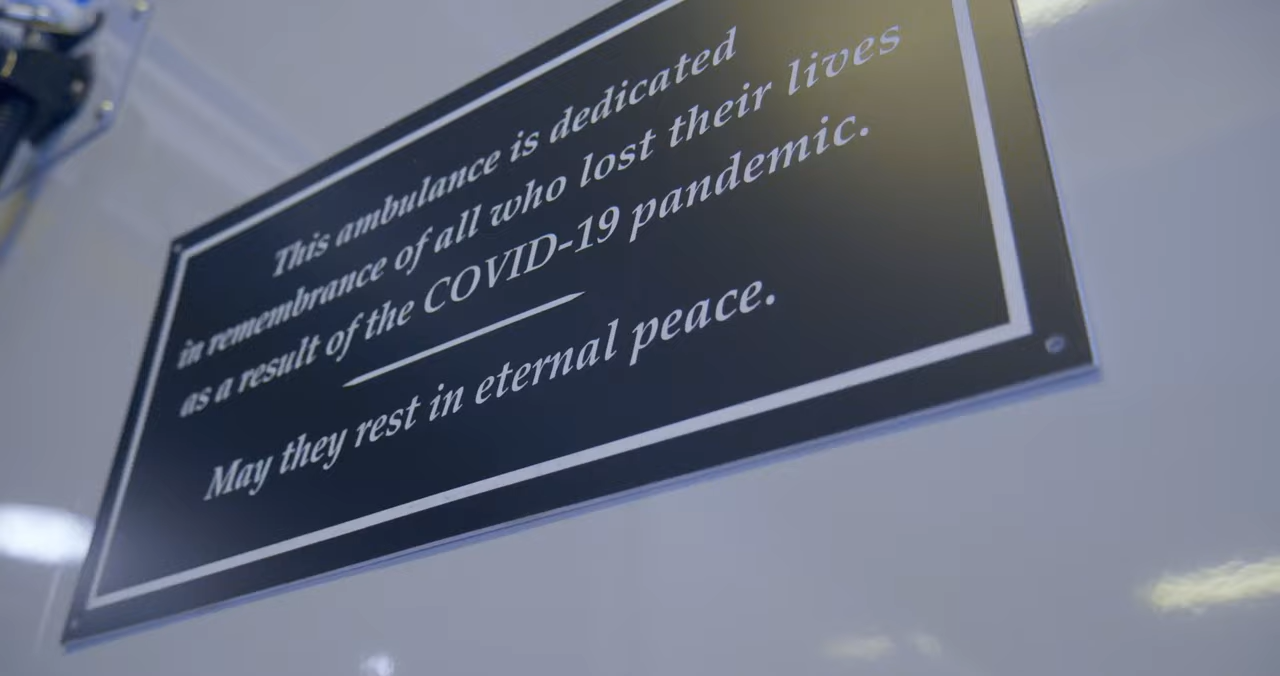 This ambulance is dedicated
in remembrance of all who lost their lives
as a result of the COVID-19 pandemic.
May they rest in eternal peace.